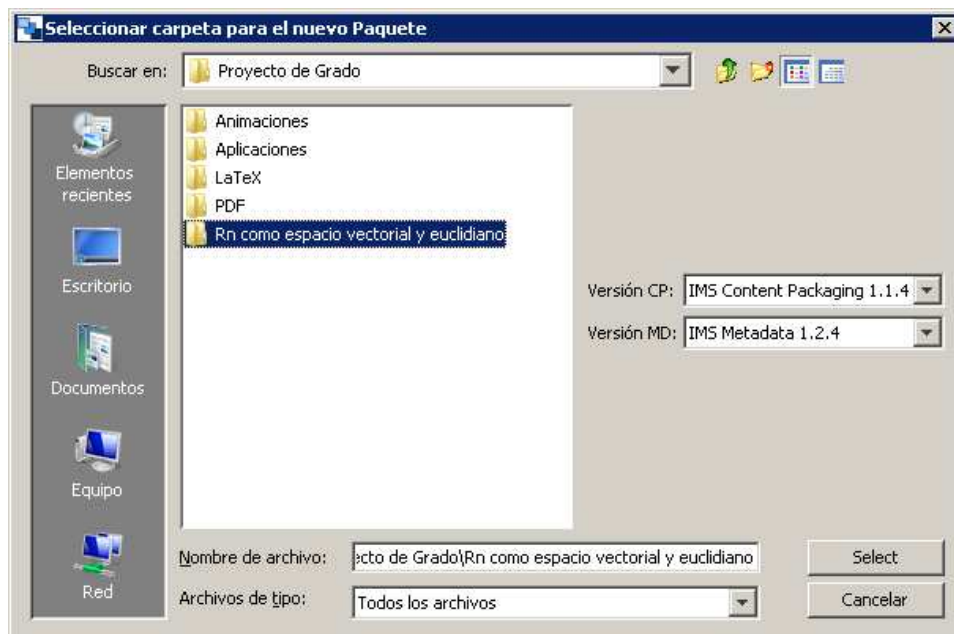 Seleccionar carpeta para el nuevo Paquete
Buscar en:
Proyecto de Grado
Elementos recientes
Escritorio
Documentos
Equipo
Red
Animaciones
Aplicaciones
LaTeX
PDF
Rn como espacio vectorial y euclidiano
Versión CP:
IMS Content Packaging 1.1.4
Versión MD:
IMS Metadata 1.2.4
Nombre de archivo:
ecto de Grado\Rn como espacio vectorial y euclidiano
Select
Archivos de tipo:
Todos los archivos
Cancelar